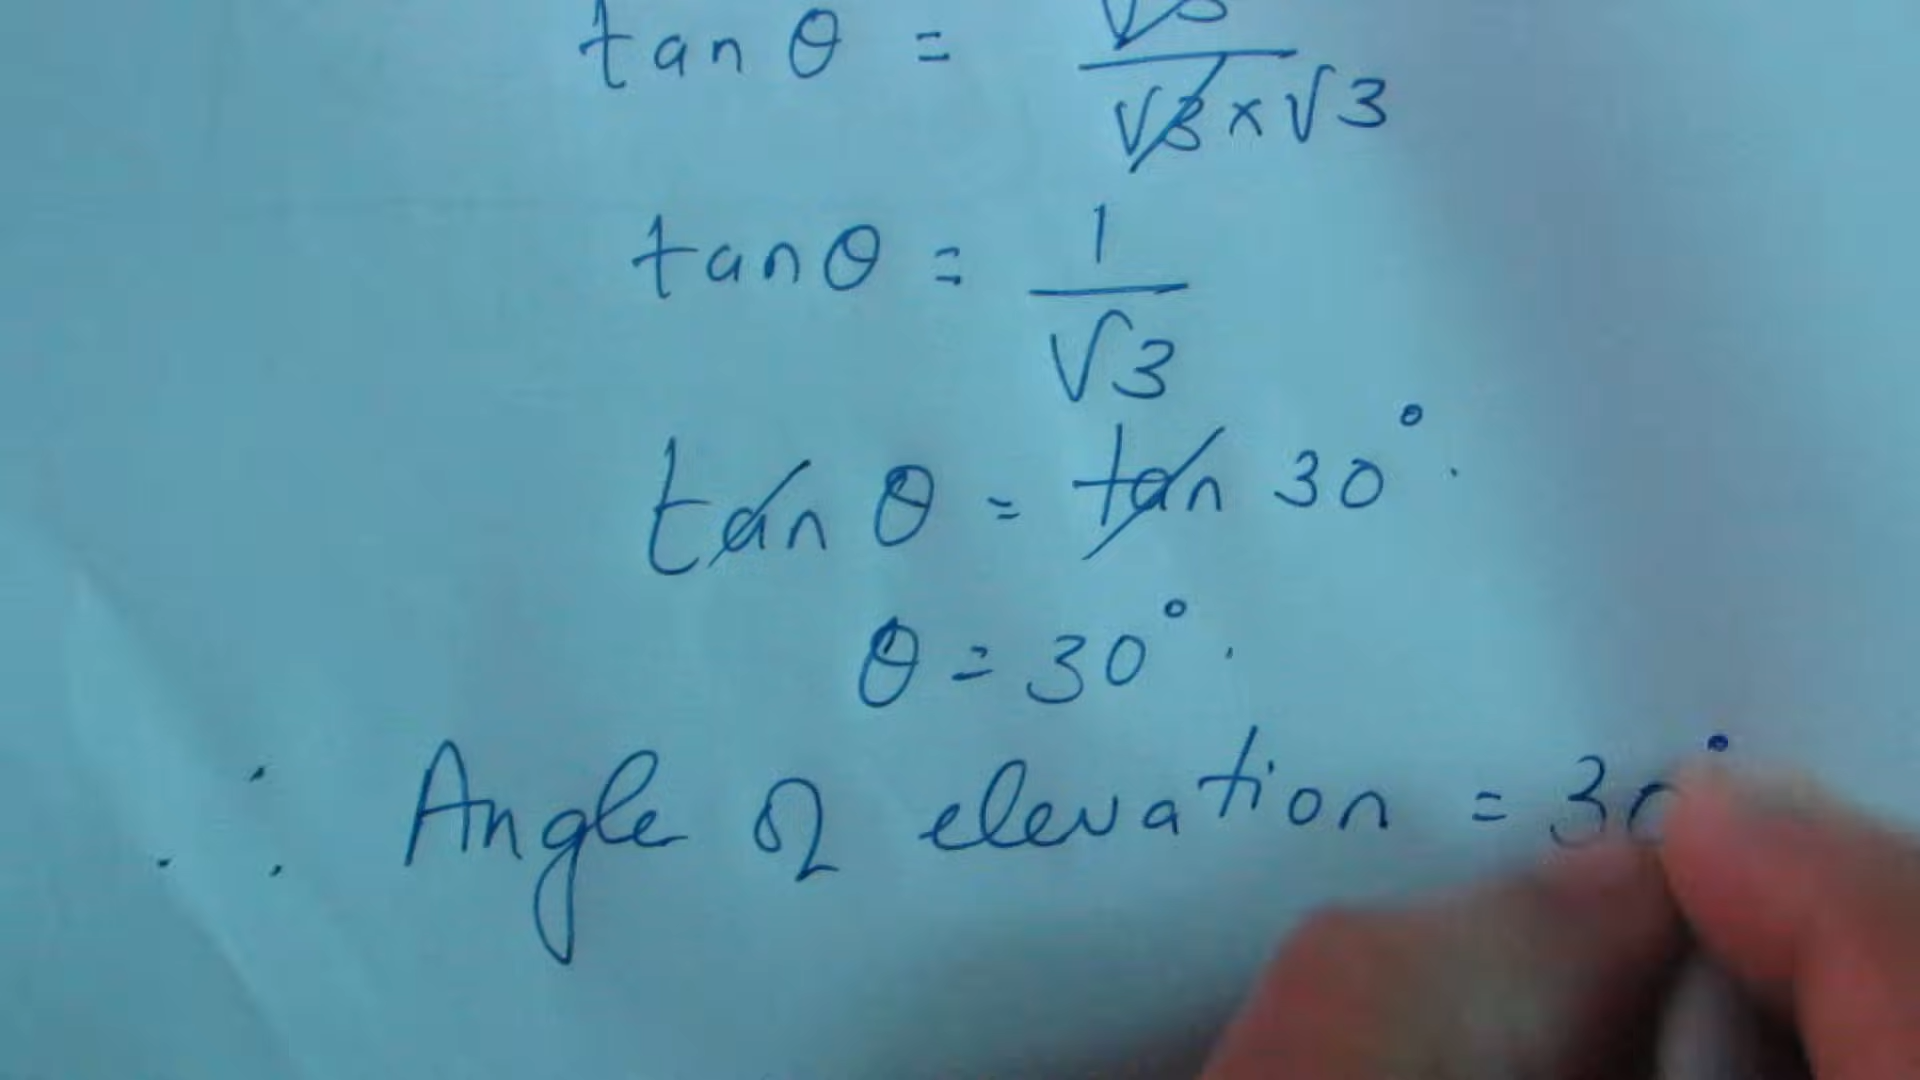 tan θ = √3 / √3 × √3
tan θ = 1 / √3
tan θ = tan 30°.
θ = 30°.
∴ Angle of elevation = 30°